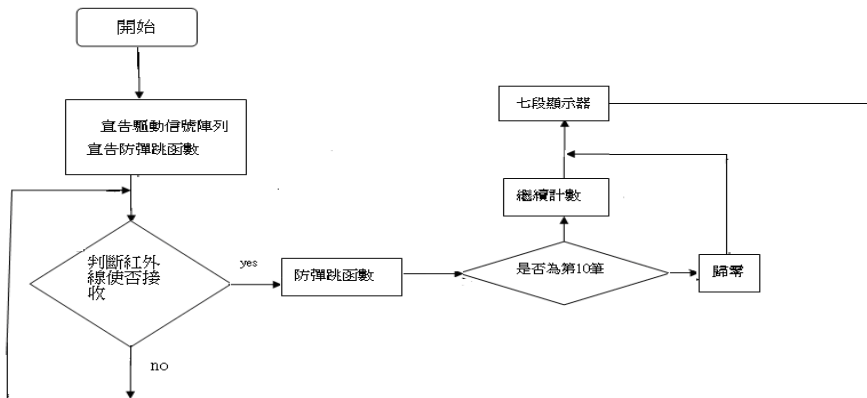 開始
宣告驅動信號陣列
宣告防彈跳函數
判斷紅外
線使否接
收
yes
no
防彈跳函數
是否為第10筆
歸零
繼續計數
七段顯示器